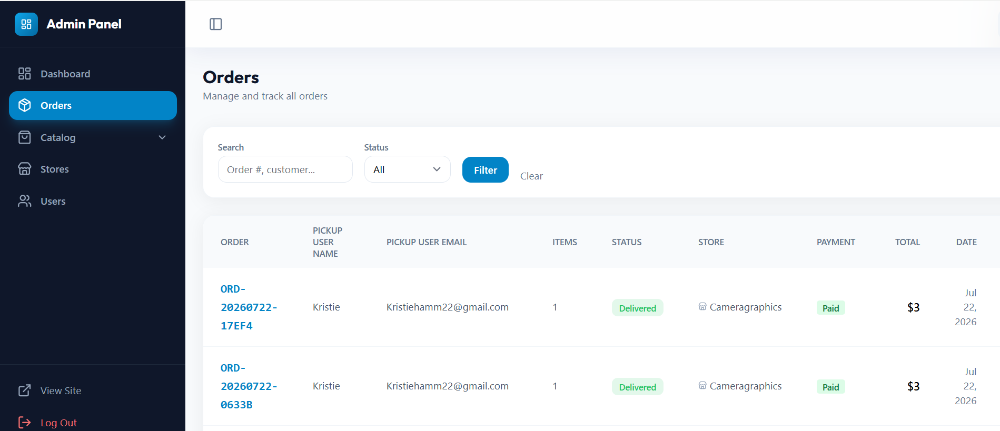 Admin Panel
Dashboard
Orders
Catalog
Stores
Users
View Site
Log Out
Orders
Manage and track all orders
Search
Status
Order #, customer...
All
Filter
Clear
ORDER
PICKUP
USER
NAME
PICKUP USER EMAIL
ITEMS
STATUS
STORE
PAYMENT
TOTAL
DATE
ORD-
20260722-
17EF4
Kristie
Kristiehamm22@gmail.com
1
Delivered
Cameragraphics
Paid
$3
Jul
22,
2026
ORD-
20260722-
0633B
Kristie
Kristiehamm22@gmail.com
1
Delivered
Cameragraphics
Paid
$3
Jul
22,
2026